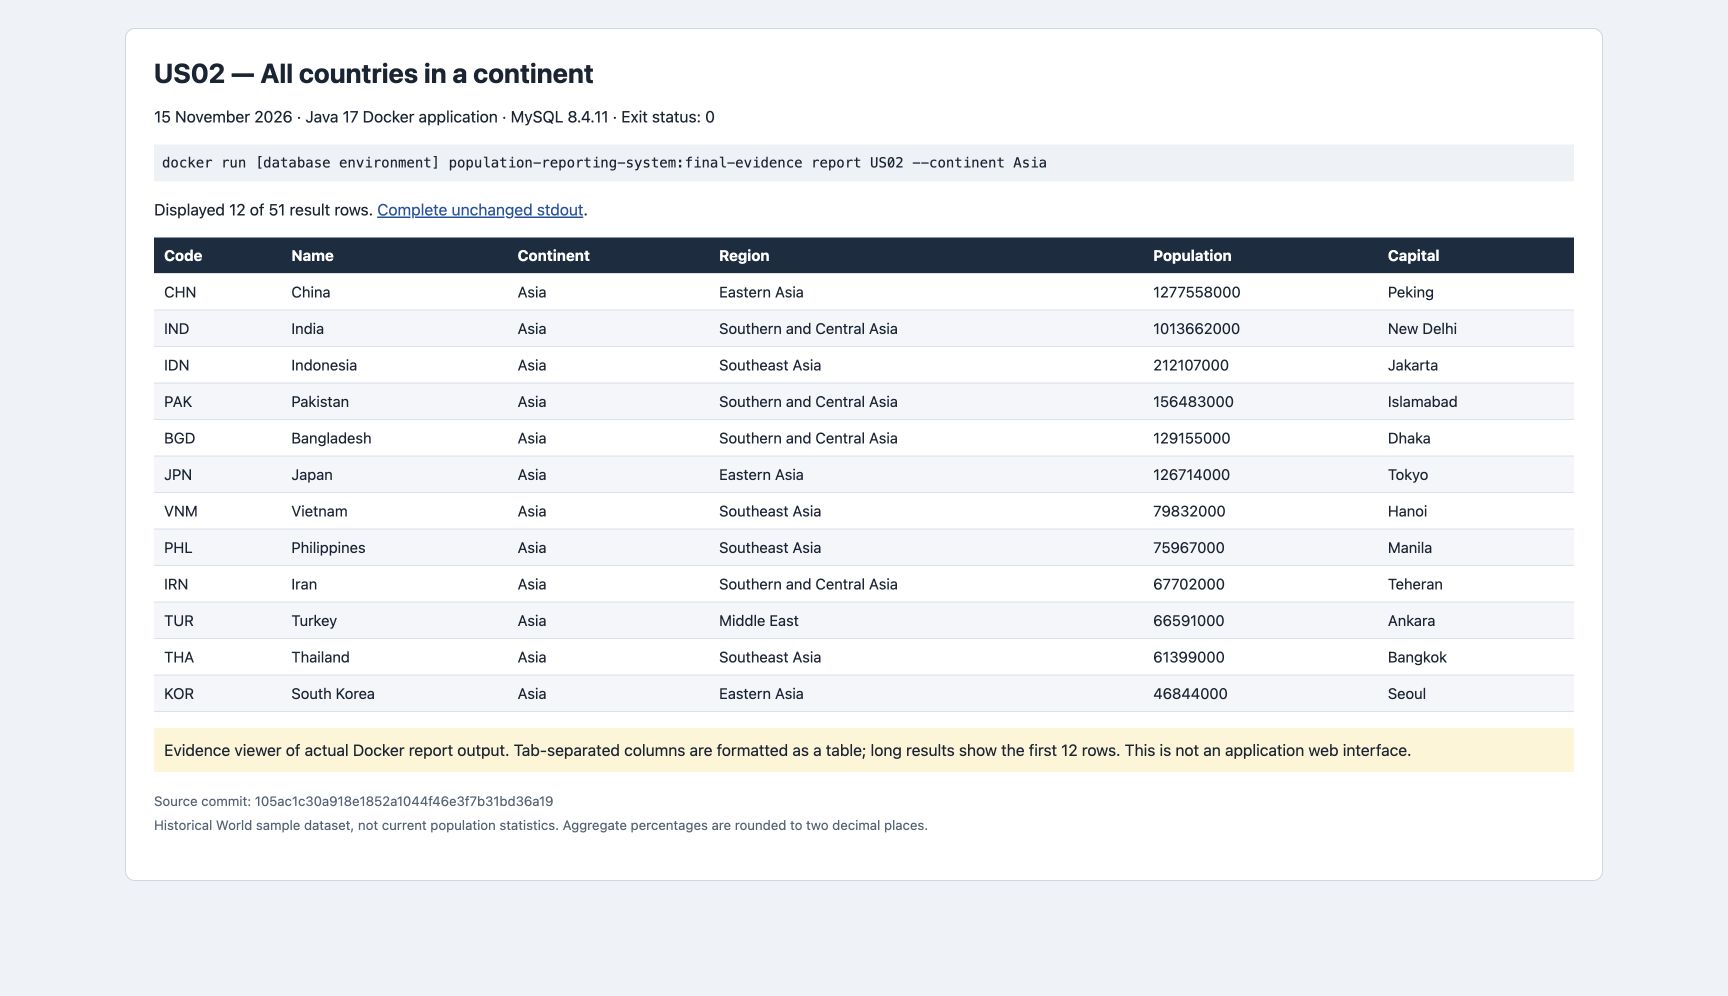 US02 — All countries in a continent
15 November 2026 · Java 17 Docker application · MySQL 8.4.11 · Exit status: 0
docker run [database environment] population-reporting-system:final-evidence report US02 --continent Asia
Displayed 12 of 51 result rows. Complete unchanged stdout.
Code Name Continent Region Population Capital
CHN China Asia Eastern Asia 1277558000 Peking
IND India Asia Southern and Central Asia 1013662000 New Delhi
IDN Indonesia Asia Southeast Asia 212107000 Jakarta
PAK Pakistan Asia Southern and Central Asia 156483000 Islamabad
BGD Bangladesh Asia Southern and Central Asia 129155000 Dhaka
JPN Japan Asia Eastern Asia 126714000 Tokyo
VNM Vietnam Asia Southeast Asia 79832000 Hanoi
PHL Philippines Asia Southeast Asia 75967000 Manila
IRN Iran Asia Southern and Central Asia 67702000 Teheran
TUR Turkey Asia Middle East 66591000 Ankara
THA Thailand Asia Southeast Asia 61399000 Bangkok
KOR South Korea Asia Eastern Asia 46844000 Seoul
Evidence viewer of actual Docker report output. Tab-separated columns are formatted as a table; long results show the first 12 rows. This is not an application web interface.
Source commit: 105ac1c30a918e1852a1044f46e3f7b31bd36a19
Historical World sample dataset, not current population statistics. Aggregate percentages are rounded to two decimal places.